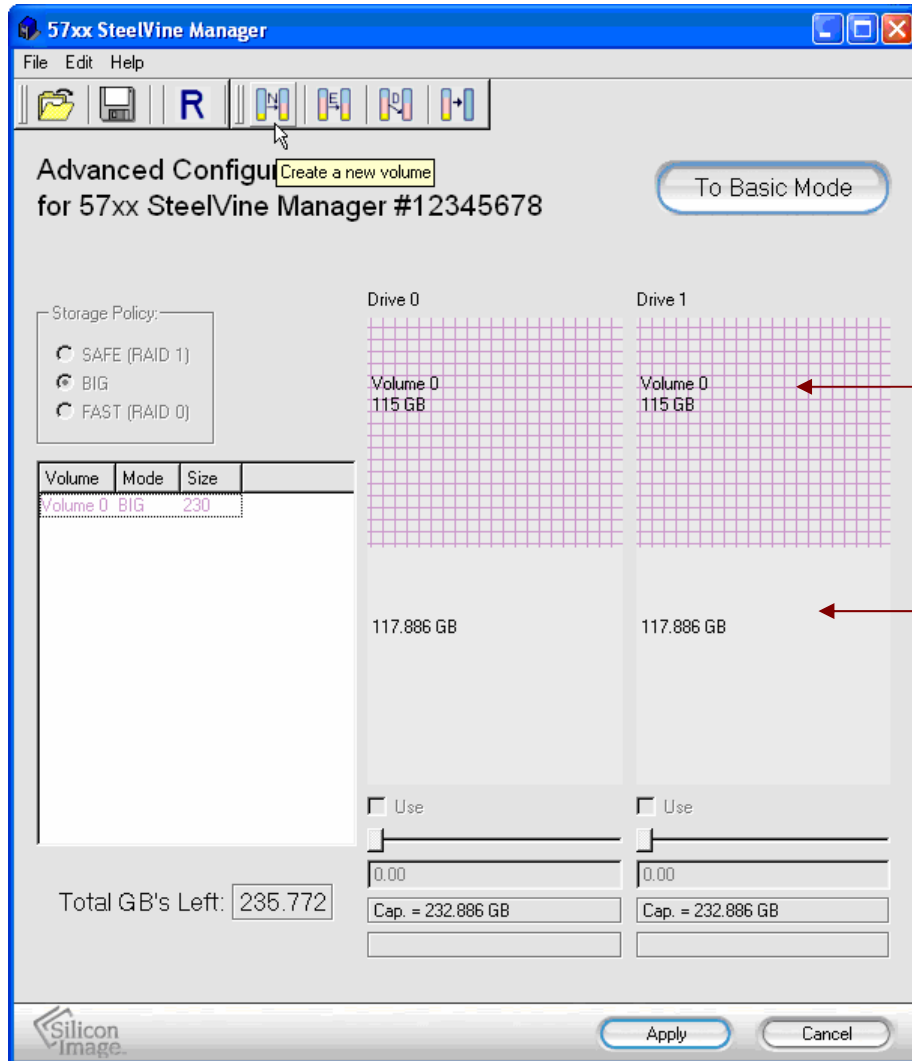 57xx SteelVine Manager
File Edit Help
R N E D
Create a new volume
Advanced Configu
for 57xx SteelVine Manager #12345678
To Basic Mode
Storage Policy:
SAFE (RAID 1)
BIG
FAST (RAID 0)
Volume Mode Size
Volume 0 BIG 230
Drive 0
Volume 0
115 GB
117.886 GB
Use
0.00
Cap. = 232.886 GB
Drive 1
Volume 0
115 GB
117.886 GB
Use
0.00
Cap. = 232.886 GB
Total GB's Left: 235.772
Silicon
Image.
Apply
Cancel